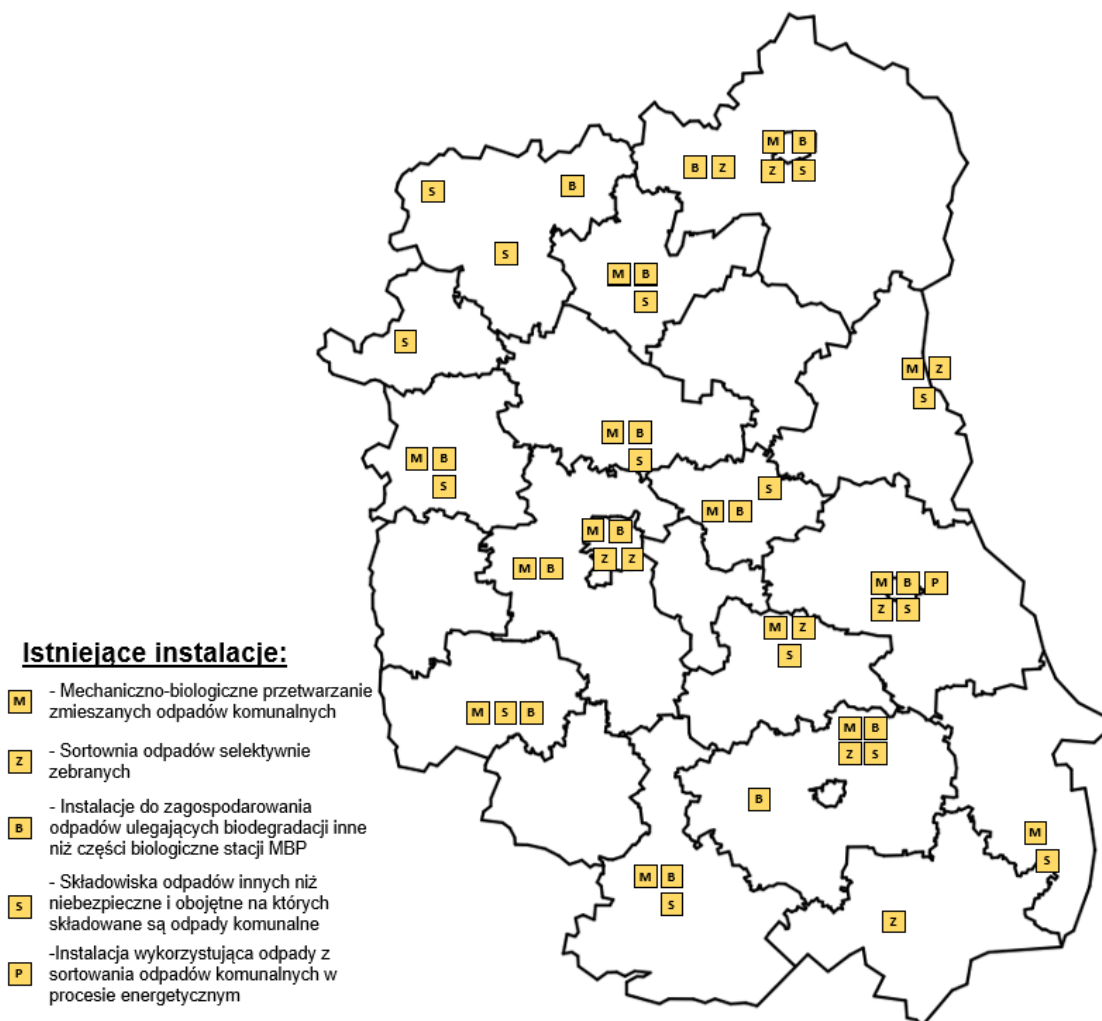 M B
B Z
Z S
S
B
S
M B
S
S
M Z
S
M B
S
M B
S
S
M B
M B
Z Z
M B
M B P
Z S
M Z
S
M S B
M B
Z S
B
M
S
M B
S
Z
Istniejące instalacje:
M - Mechaniczno-biologiczne przetwarzanie
zmieszanych odpadów komunalnych
Z - Sortownia odpadów selektywnie
zebranych
B - Instalacje do zagospodarowania
odpadów ulegających biodegradacji inne
niż części biologiczne stacji MBP
S - Składowiska odpadów innych niż
niebezpieczne i obojętne na których
składowane są odpady komunalne
P -Instalacja wykorzystująca odpady z
sortowania odpadów komunalnych w
procesie energetycznym